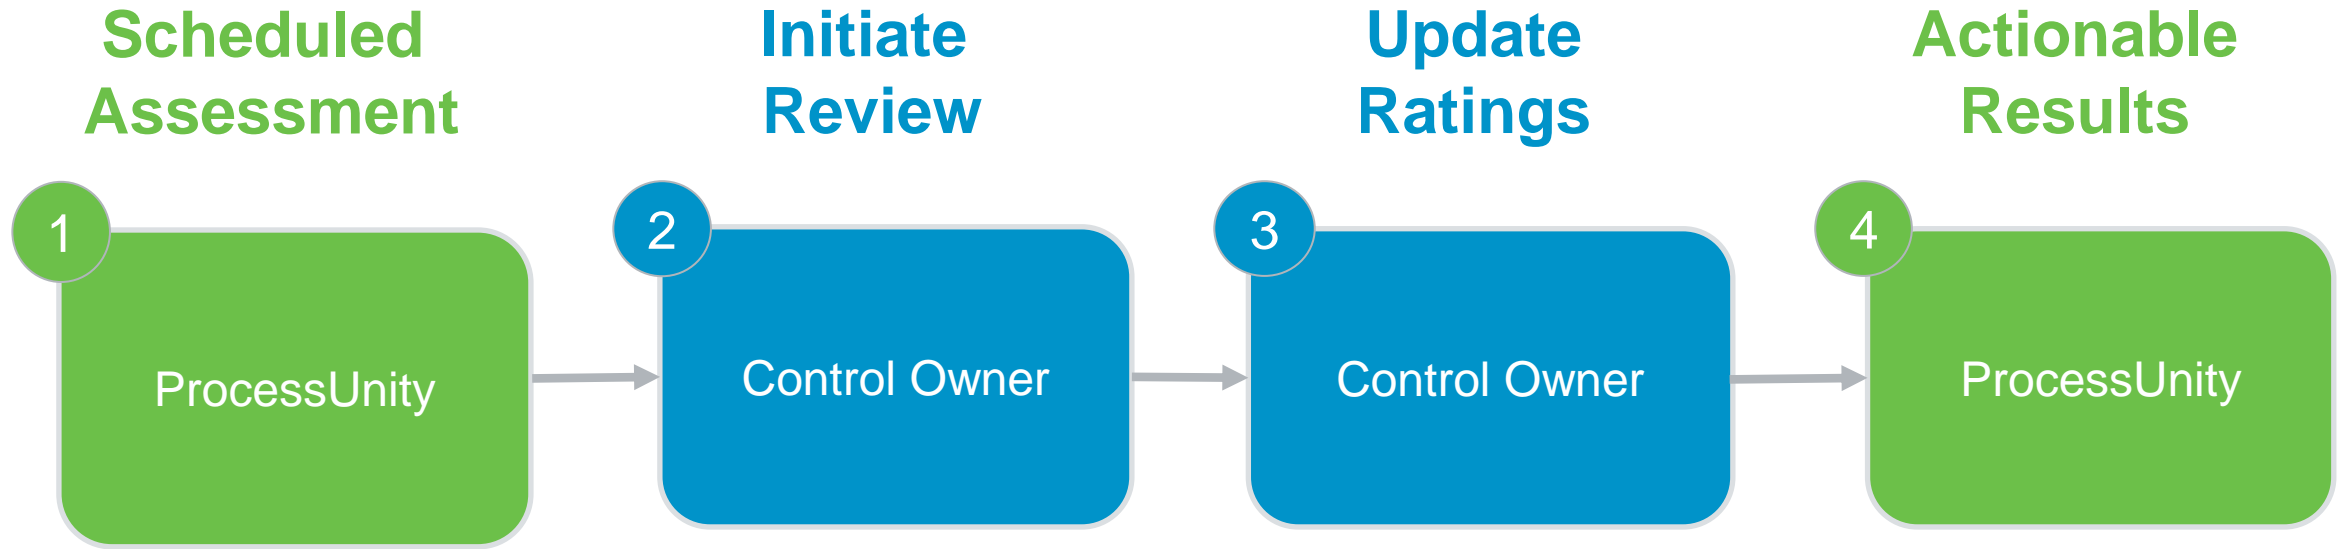 Scheduled
Assessment
Initiate
Review
Update
Ratings
Actionable
Results
1
ProcessUnity
2
Control Owner
3
Control Owner
4
ProcessUnity